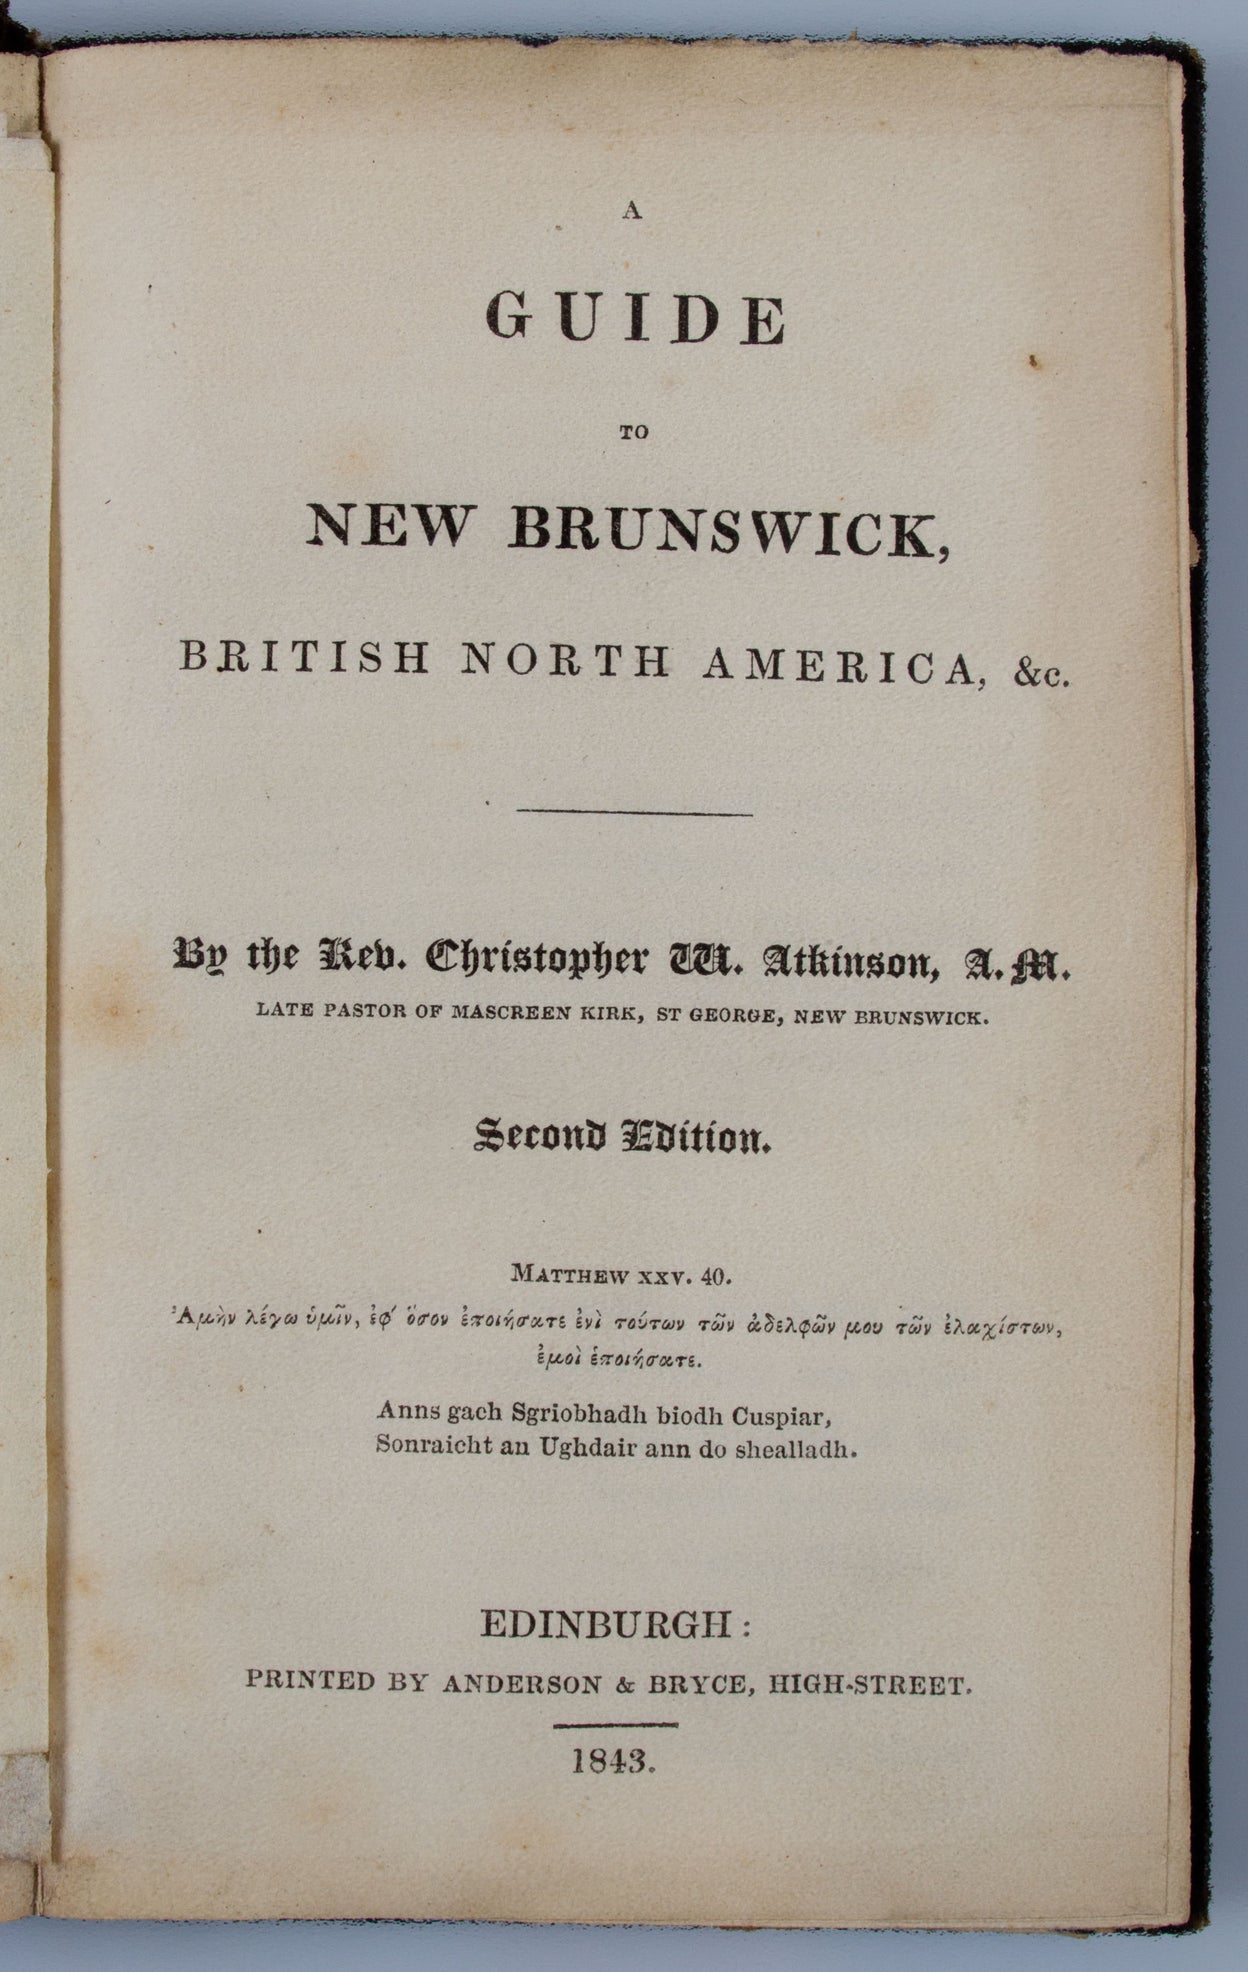 A
GUIDE
TO
NEW BRUNSWICK,
BRITISH NORTH AMERICA, &c.
By the Rev. Christopher W. Atkinson, A.M.
LATE PASTOR OF MASCREEN KIRK, ST GEORGE, NEW BRUNSWICK.
Second Edition.
MATTHEW XXV. 40.
Ἀμὴν λέγω ὑμῖν, ἐφ' ὅσον ἐποιήσατε ἑνὶ τούτων τῶν ἀδελφῶν μου τῶν ἐλαχίστων,
ἐμοὶ ἐποιήσατε.
Anns gach Sgriobhadh biodh Cuspiar,
Sonraicht an Ughdair ann do shealladh.
EDINBURGH:
PRINTED BY ANDERSON & BRYCE, HIGH-STREET.
1843.